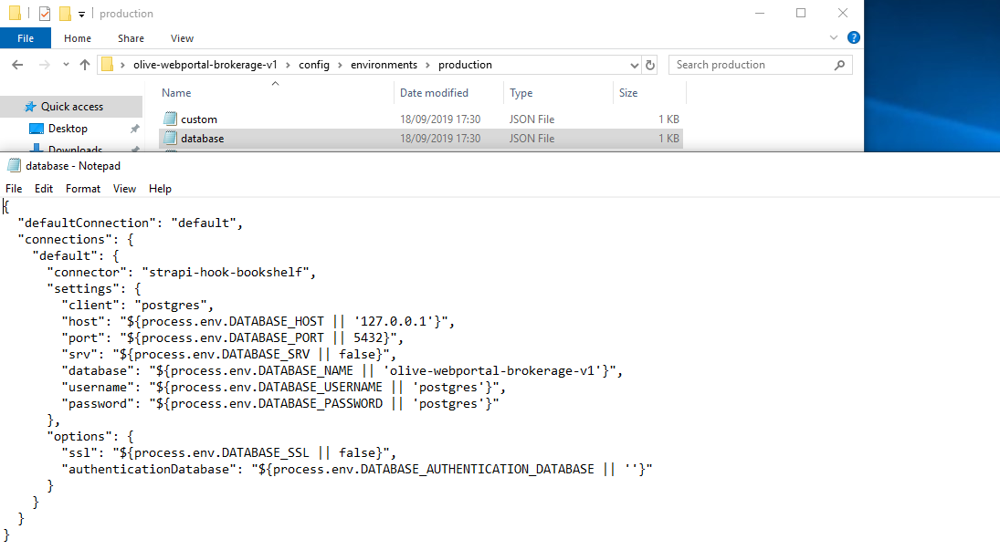 production
File Home Share View
olive-webportal-brokerage-v1 > config > environments > production
Search production
Name Date modified Type Size
Quick access
Desktop
Downloads
custom 18/09/2019 17:30 JSON File 1 KB
database 18/09/2019 17:30 JSON File 1 KB
database - Notepad
File Edit Format View Help
{
  "defaultConnection": "default",
  "connections": {
    "default": {
      "connector": "strapi-hook-bookshelf",
      "settings": {
        "client": "postgres",
        "host": "${process.env.DATABASE_HOST || '127.0.0.1'}",
        "port": "${process.env.DATABASE_PORT || 5432}",
        "srv": "${process.env.DATABASE_SRV || false}",
        "database": "${process.env.DATABASE_NAME || 'olive-webportal-brokerage-v1'}",
        "username": "${process.env.DATABASE_USERNAME || 'postgres'}",
        "password": "${process.env.DATABASE_PASSWORD || 'postgres'}"
      },
      "options": {
        "ssl": "${process.env.DATABASE_SSL || false}",
        "authenticationDatabase": "${process.env.DATABASE_AUTHENTICATION_DATABASE || ''}"
      }
    }
  }
}